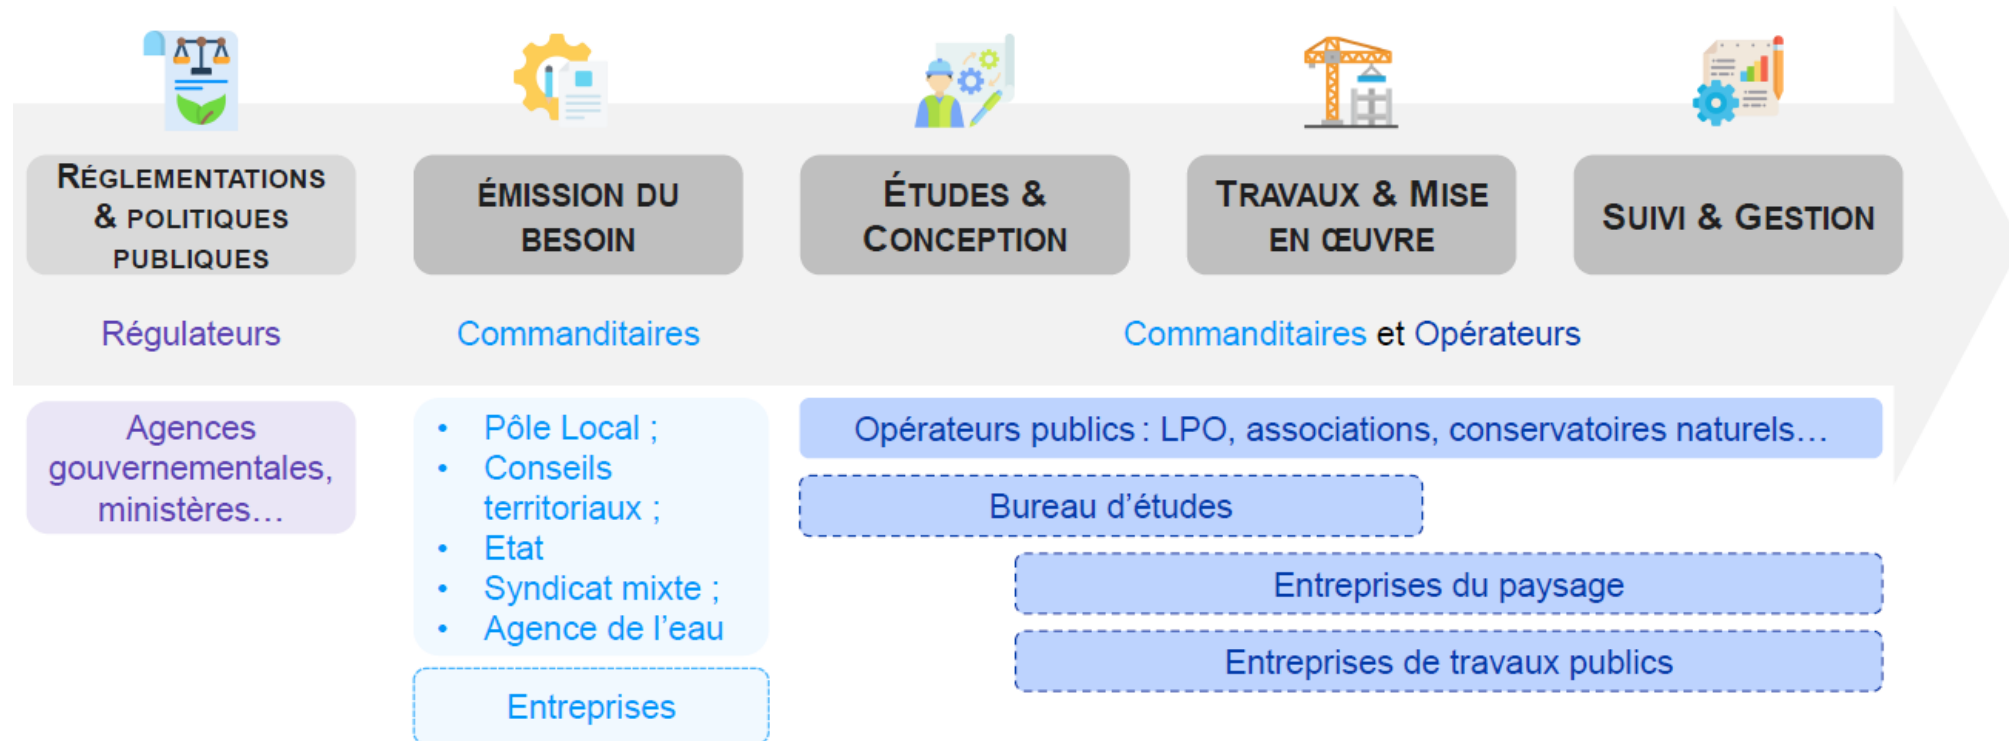 RÉGLEMENTATIONS
& POLITIQUES
PUBLIQUES
ÉMISSION DU
BESOIN
ÉTUDES &
CONCEPTION
TRAVAUX & MISE
EN ŒUVRE
SUIVI & GESTION
Régulateurs
Commanditaires
Commanditaires et Opérateurs
Agences
gouvernementales,
ministères…
• Pôle Local ;
• Conseils
territoriaux ;
• Etat
• Syndicat mixte ;
• Agence de l’eau
Entreprises
Opérateurs publics : LPO, associations, conservatoires naturels…
Bureau d’études
Entreprises du paysage
Entreprises de travaux publics